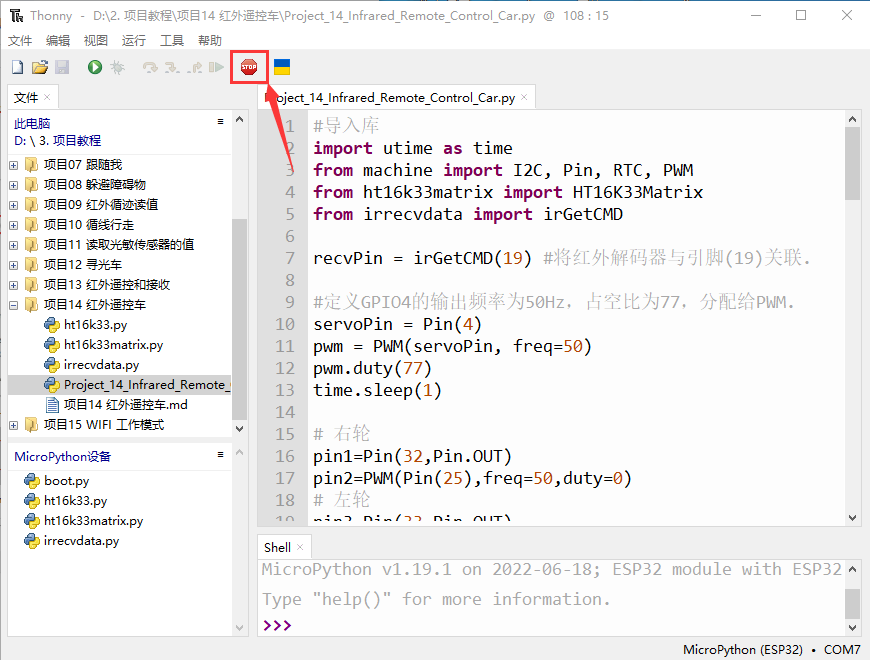 Thonny - D:\2. 项目教程\项目14 红外遥控车\Project_14_Infrared_Remote_Control_Car.py @ 108 : 15
文件 编辑 视图 运行 工具 帮助
STOP
文件 ×
此电脑
D: \ 3. 项目教程
项目07 跟随我
项目08 躲避障碍物
项目09 红外循迹读值
项目10 循线行走
项目11 读取光敏传感器的值
项目12 寻光车
项目13 红外遥控和接收
项目14 红外遥控车
ht16k33.py
ht16k33matrix.py
irrecvdata.py
Project_14_Infrared_Remote_
项目14 红外遥控车.md
项目15 WIFI 工作模式
MicroPython设备
boot.py
ht16k33.py
ht16k33matrix.py
irrecvdata.py
Project_14_Infrared_Remote_Control_Car.py ×
1 #导入库
2 import utime as time
3 from machine import I2C, Pin, RTC, PWM
4 from ht16k33matrix import HT16K33Matrix
5 from irrecvdata import irGetCMD
6
7 recvPin = irGetCMD(19) #将红外解码器与引脚(19)关联.
8
9 #定义GPIO4的输出频率为50Hz，占空比为77，分配给PWM.
10 servoPin = Pin(4)
11 pwm = PWM(servoPin, freq=50)
12 pwm.duty(77)
13 time.sleep(1)
14
15 # 右轮
16 pin1=Pin(32,Pin.OUT)
17 pin2=PWM(Pin(25),freq=50,duty=0)
18 # 左轮
19 pin3=Pin(33,Pin.OUT)
Shell ×
MicroPython v1.19.1 on 2022-06-18; ESP32 module with ESP32
Type "help()" for more information.
>>>
MicroPython (ESP32) • COM7